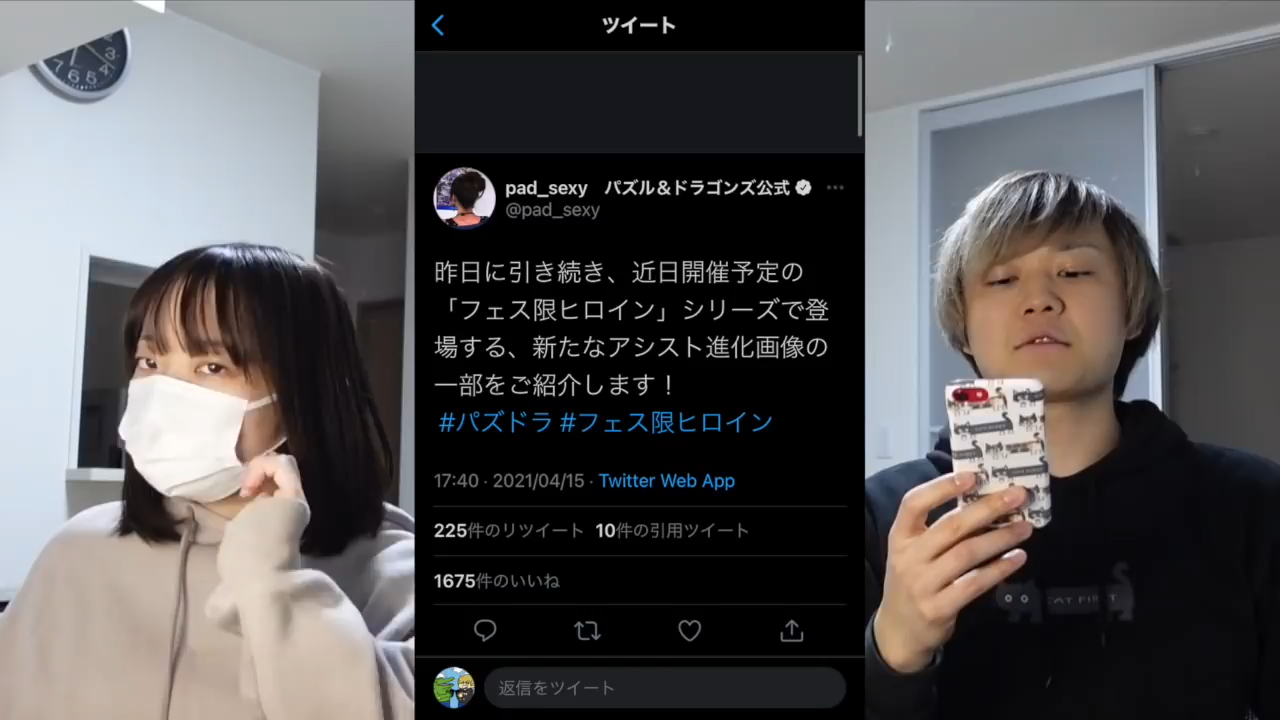 ツイート
pad_sexy パズル&ドラゴンズ公式
@pad_sexy
昨日に引き続き、近日開催予定の
「フェス限ヒロイン」シリーズで登
場する、新たなアシスト進化画像の
一部をご紹介します！
#パズドラ #フェス限ヒロイン
17:40 · 2021/04/15 · Twitter Web App
225件のリツイート 10件の引用ツイート
1675件のいいね
返信をツイート
CAT FIRST